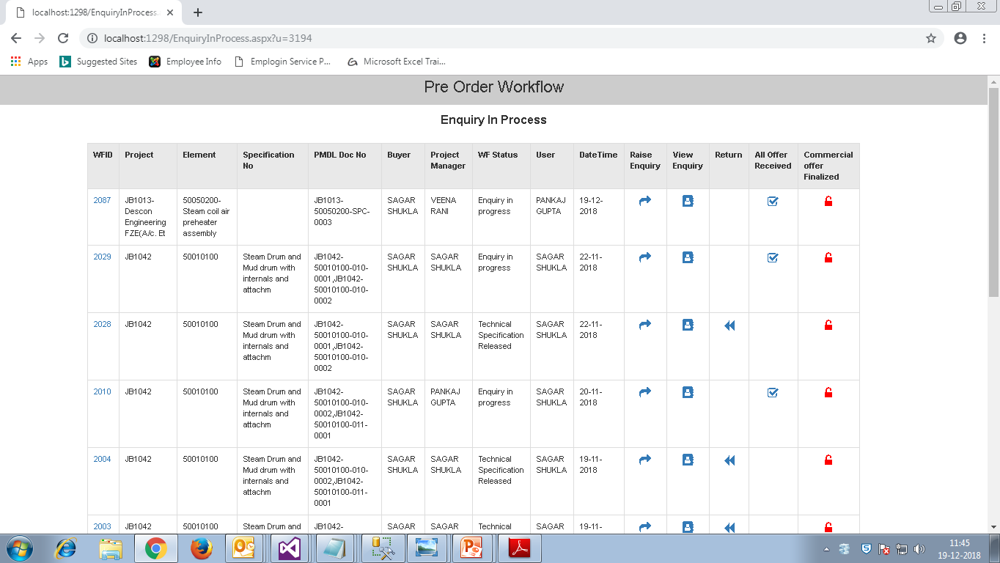 localhost:1298/EnquiryInProcess.
localhost:1298/EnquiryInProcess.aspx?u=3194
Apps Suggested Sites Employee Info Emplogin Service P... Microsoft Excel Trai...
Pre Order Workflow
Enquiry In Process
WFID Project Element Specification PMDL Doc No Buyer Project WF Status User DateTime Raise View Return All Offer Commercial
No Manager Enquiry Enquiry Received offer
Finalized
2087 JB1013- 50050200- JB1013- SAGAR VEENA Enquiry in PANKAJ 19-12-
Descon Steam coil air 50050200-SPC- SHUKLA RANI progress GUPTA 2018
Engineering preheater 0003
FZE(A/c. Et assembly
2029 JB1042 50010100 Steam Drum and JB1042- SAGAR SAGAR Enquiry in SAGAR 22-11-
Mud drum with 50010100-010- SHUKLA SHUKLA progress SHUKLA 2018
internals and 0001,JB1042-
attachm 50010100-010-
0002
2028 JB1042 50010100 Steam Drum and JB1042- SAGAR SAGAR Technical SAGAR 22-11-
Mud drum with 50010100-010- SHUKLA SHUKLA Specification SHUKLA 2018
internals and 0001,JB1042- Released
attachm 50010100-010-
0002
2010 JB1042 50010100 Steam Drum and JB1042- SAGAR PANKAJ Enquiry in SAGAR 20-11-
Mud drum with 50010100-010- SHUKLA GUPTA progress SHUKLA 2018
internals and 0002,JB1042-
attachm 50010100-011-
0001
2004 JB1042 50010100 Steam Drum and JB1042- SAGAR SAGAR Technical SAGAR 19-11-
Mud drum with 50010100-010- SHUKLA SHUKLA Specification SHUKLA 2018
internals and 0002,JB1042- Released
attachm 50010100-011-
0001
2003 JB1042 50010100 Steam Drum and JB1042- SAGAR SAGAR Technical SAGAR 19-11-
11:45
19-12-2018